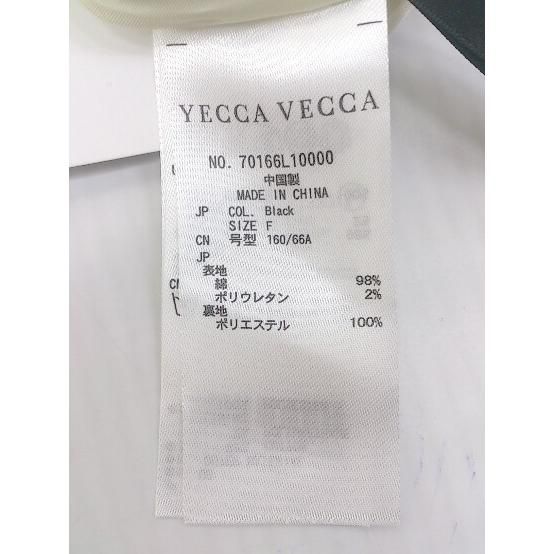 YECCA VECCA
NO. 70166L10000
中国製
MADE IN CHINA
JP COL. Black
SIZE F
CN 号型 160/66A
JP
表地
綿 98%
ポリウレタン 2%
裏地
ポリエステル 100%